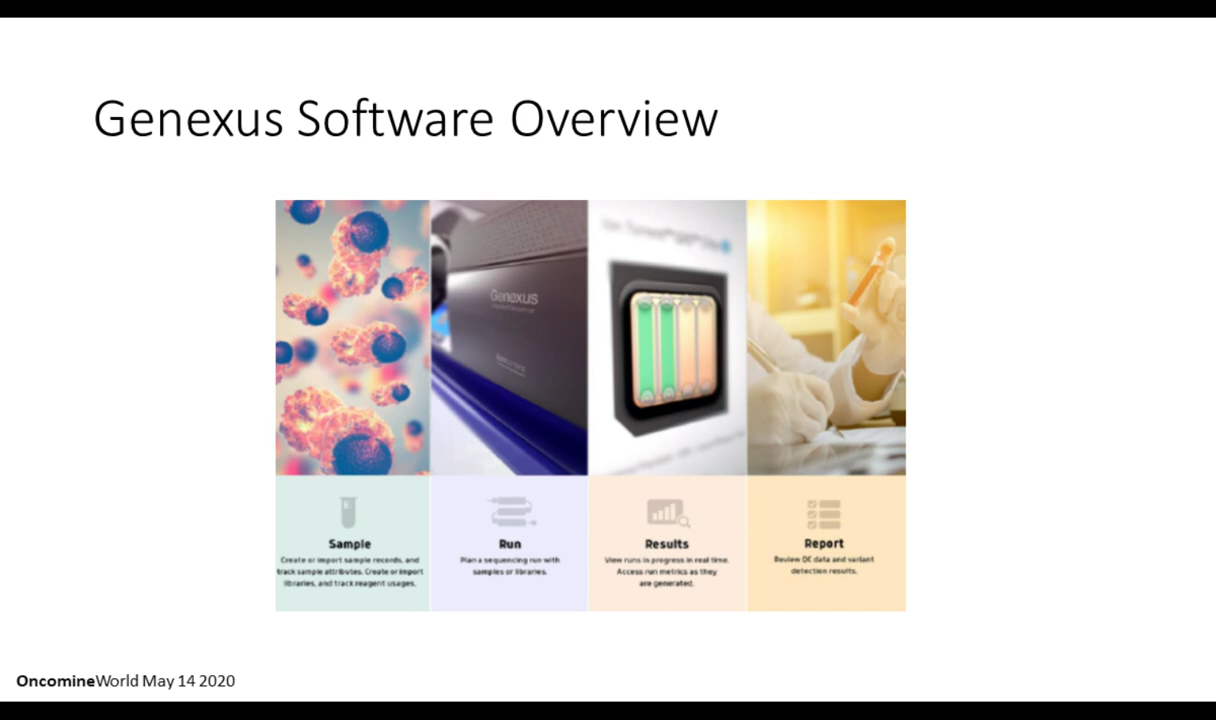 Genexus Software Overview
Genexus
Sample
Create or import sample records, and
track sample attributes. Create or import
libraries, and track reagent usages.
Run
Plan a sequencing run with
samples or libraries.
Results
View runs in progress in real time.
Access run metrics as they
are generated.
Report
Review QC data and variant
detection results.
OncomineWorld May 14 2020